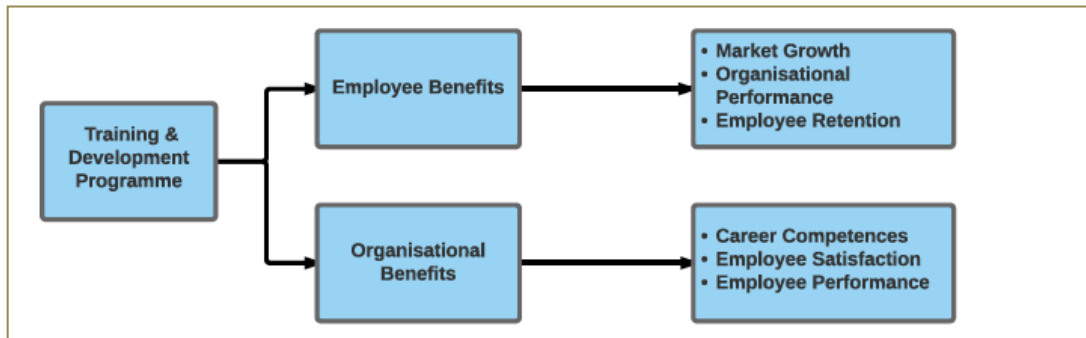 Training &
Development
Programme
Employee Benefits
• Market Growth
• Organisational
Performance
• Employee Retention
Organisational
Benefits
• Career Competences
• Employee Satisfaction
• Employee Performance